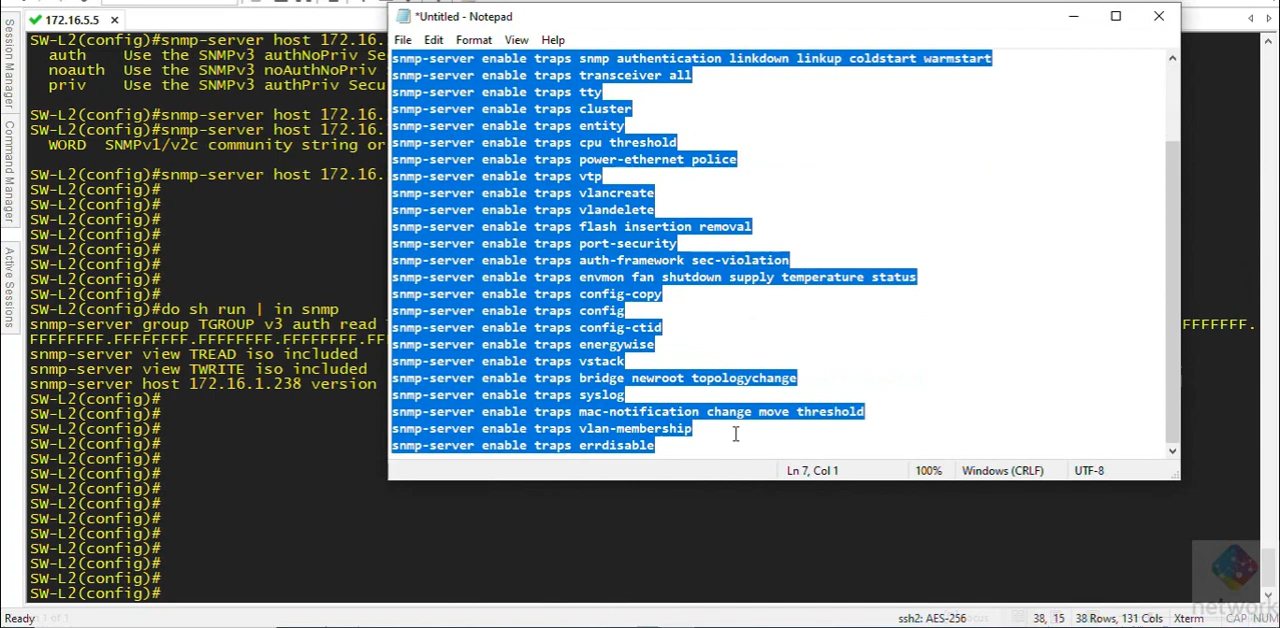 172.16.5.5
*Untitled - Notepad
File Edit Format View Help
Session Manager
Command Manager
Active Sessions
SW-L2(config)#snmp-server host 172.16.
auth Use the SNMPv3 authNoPriv Se
noauth Use the SNMPv3 noAuthNoPriv
priv Use the SNMPv3 authPriv Secu
SW-L2(config)#snmp-server host 172.16.
SW-L2(config)#snmp-server host 172.16.
WORD SNMPv1/v2c community string or
SW-L2(config)#snmp-server host 172.16.
SW-L2(config)#
SW-L2(config)#
SW-L2(config)#
SW-L2(config)#
SW-L2(config)#
SW-L2(config)#
SW-L2(config)#
SW-L2(config)#
SW-L2(config)#do sh run | in snmp
snmp-server group TGROUP v3 auth read
FFFFFFF.
FFFFFFFF.FFFFFFFF.FFFFFFFF.FF
snmp-server view TREAD iso included
snmp-server view TWRITE iso included
snmp-server host 172.16.1.238 version
SW-L2(config)#
SW-L2(config)#
SW-L2(config)#
SW-L2(config)#
SW-L2(config)#
SW-L2(config)#
SW-L2(config)#
SW-L2(config)#
SW-L2(config)#
SW-L2(config)#
SW-L2(config)#
SW-L2(config)#
SW-L2(config)#
SW-L2(config)#
snmp-server enable traps snmp authentication linkdown linkup coldstart warmstart
snmp-server enable traps transceiver all
snmp-server enable traps tty
snmp-server enable traps cluster
snmp-server enable traps entity
snmp-server enable traps cpu threshold
snmp-server enable traps power-ethernet police
snmp-server enable traps vtp
snmp-server enable traps vlancreate
snmp-server enable traps vlandelete
snmp-server enable traps flash insertion removal
snmp-server enable traps port-security
snmp-server enable traps auth-framework sec-violation
snmp-server enable traps envmon fan shutdown supply temperature status
snmp-server enable traps config-copy
snmp-server enable traps config
snmp-server enable traps config-ctid
snmp-server enable traps energywise
snmp-server enable traps vstack
snmp-server enable traps bridge newroot topologychange
snmp-server enable traps syslog
snmp-server enable traps mac-notification change move threshold
snmp-server enable traps vlan-membership
snmp-server enable traps errdisable
Ln 7, Col 1 100% Windows (CRLF) UTF-8
network
Ready ssh2: AES-256 38, 15 38 Rows, 131 Cols Xterm CAP NUM